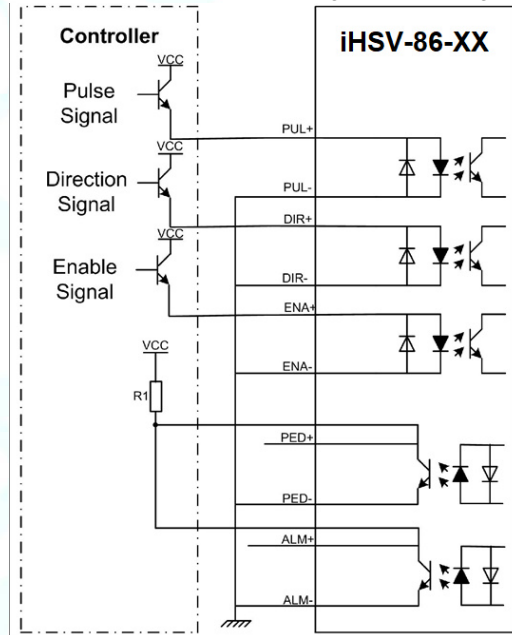 Controller
iHSV-86-XX
VCC
Pulse
Signal
PUL+
VCC
PUL-
Direction
Signal
DIR+
VCC
Enable
Signal
DIR-
ENA+
VCC
ENA-
R1
PED+
PED-
ALM+
ALM-